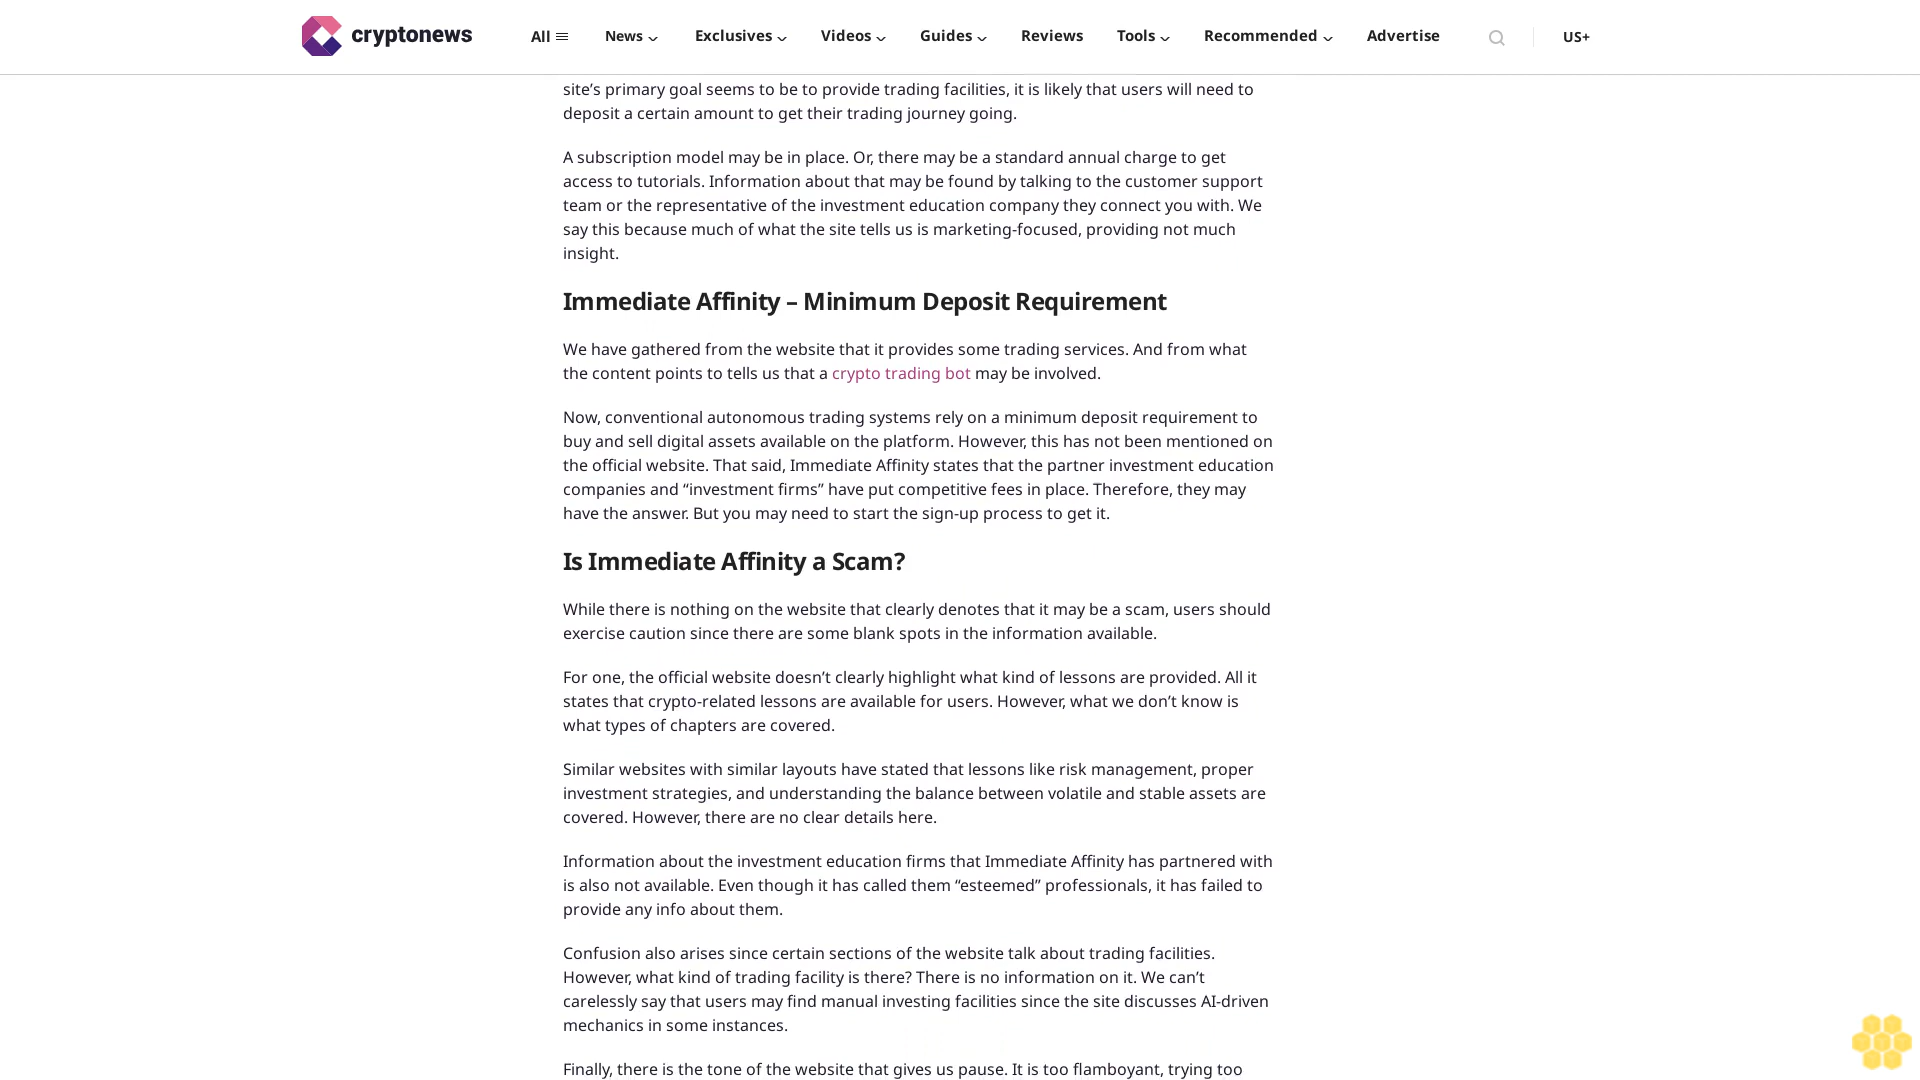 cryptonews
All
News
Exclusives
Videos
Guides
Reviews
Tools
Recommended
Advertise
US+
site’s primary goal seems to be to provide trading facilities, it is likely that users will need to
deposit a certain amount to get their trading journey going.
A subscription model may be in place. Or, there may be a standard annual charge to get
access to tutorials. Information about that may be found by talking to the customer support
team or the representative of the investment education company they connect you with. We
say this because much of what the site tells us is marketing-focused, providing not much
insight.
Immediate Affinity – Minimum Deposit Requirement
We have gathered from the website that it provides some trading services. And from what
the content points to tells us that a crypto trading bot may be involved.
Now, conventional autonomous trading systems rely on a minimum deposit requirement to
buy and sell digital assets available on the platform. However, this has not been mentioned on
the official website. That said, Immediate Affinity states that the partner investment education
companies and “investment firms” have put competitive fees in place. Therefore, they may
have the answer. But you may need to start the sign-up process to get it.
Is Immediate Affinity a Scam?
While there is nothing on the website that clearly denotes that it may be a scam, users should
exercise caution since there are some blank spots in the information available.
For one, the official website doesn’t clearly highlight what kind of lessons are provided. All it
states that crypto-related lessons are available for users. However, what we don’t know is
what types of chapters are covered.
Similar websites with similar layouts have stated that lessons like risk management, proper
investment strategies, and understanding the balance between volatile and stable assets are
covered. However, there are no clear details here.
Information about the investment education firms that Immediate Affinity has partnered with
is also not available. Even though it has called them “esteemed” professionals, it has failed to
provide any info about them.
Confusion also arises since certain sections of the website talk about trading facilities.
However, what kind of trading facility is there? There is no information on it. We can’t
carelessly say that users may find manual investing facilities since the site discusses AI-driven
mechanics in some instances.
Finally, there is the tone of the website that gives us pause. It is too flamboyant, trying too